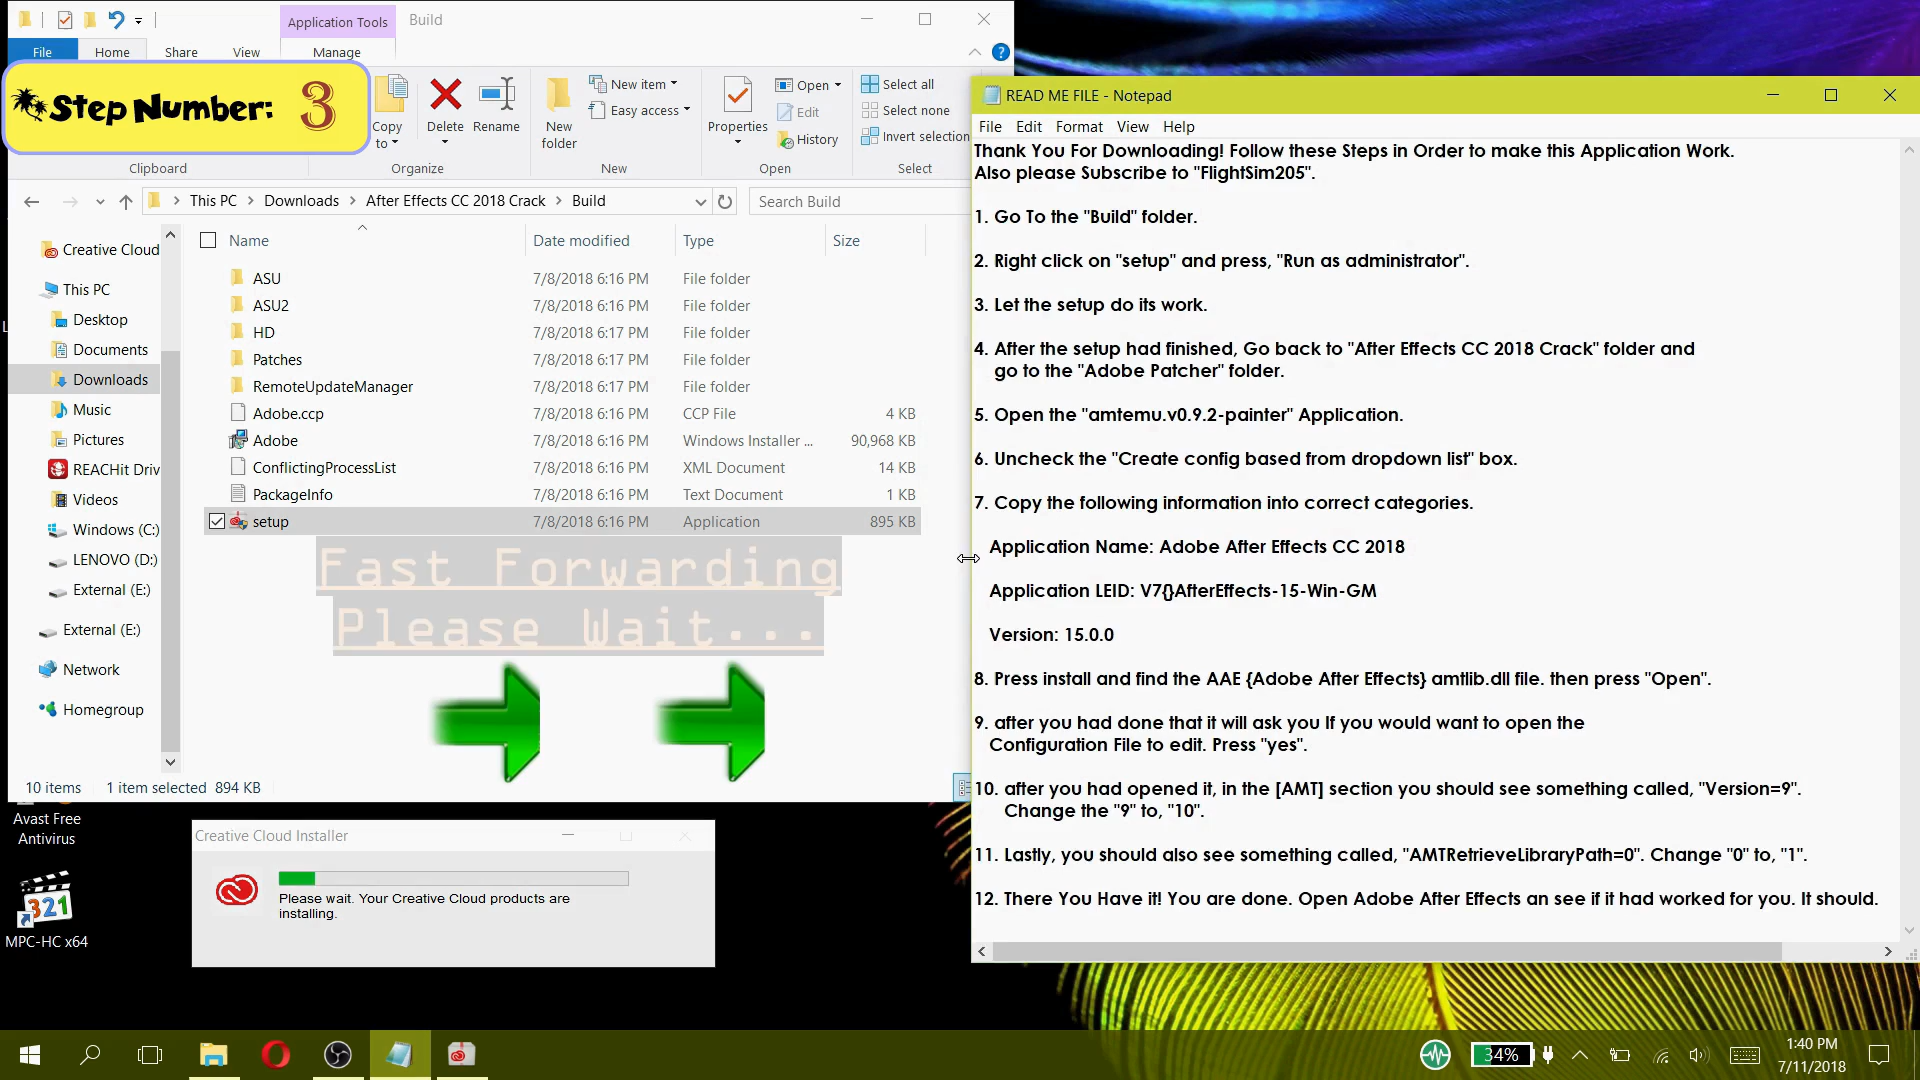 Application Tools
Build
File
Home
Share
View
Manage
Step Number: 3
Copy
to
Delete
Rename
New
folder
New item
Easy access
Properties
Open
Edit
History
Select all
Select none
Invert selection
Clipboard
Organize
New
Open
Select
This PC
Downloads
After Effects CC 2018 Crack
Build
Search Build
Name
Date modified
Type
Size
Creative Cloud
This PC
Desktop
Documents
Downloads
Music
Pictures
REACHit Driv
Videos
Windows (C:)
LENOVO (D:)
External (E:)
External (E:)
Network
Homegroup
ASU 7/8/2018 6:16 PM File folder
ASU2 7/8/2018 6:16 PM File folder
HD 7/8/2018 6:17 PM File folder
Patches 7/8/2018 6:17 PM File folder
RemoteUpdateManager 7/8/2018 6:17 PM File folder
Adobe.ccp 7/8/2018 6:16 PM CCP File 4 KB
Adobe 7/8/2018 6:16 PM Windows Installer ... 90,968 KB
ConflictingProcessList 7/8/2018 6:16 PM XML Document 14 KB
PackageInfo 7/8/2018 6:16 PM Text Document 1 KB
setup 7/8/2018 6:16 PM Application 895 KB
Fast Forwarding
Please Wait...
10 items 1 item selected 894 KB
READ ME FILE - Notepad
File Edit Format View Help
Thank You For Downloading! Follow these Steps in Order to make this Application Work.
Also please Subscribe to "FlightSim205".
1. Go To the "Build" folder.
2. Right click on "setup" and press, "Run as administrator".
3. Let the setup do its work.
4. After the setup had finished, Go back to "After Effects CC 2018 Crack" folder and
go to the "Adobe Patcher" folder.
5. Open the "amtemu.v0.9.2-painter" Application.
6. Uncheck the "Create config based from dropdown list" box.
7. Copy the following information into correct categories.
Application Name: Adobe After Effects CC 2018
Application LEID: V7{}AfterEffects-15-Win-GM
Version: 15.0.0
8. Press install and find the AAE {Adobe After Effects} amtlib.dll file. then press "Open".
9. after you had done that it will ask you If you would want to open the
Configuration File to edit. Press "yes".
10. after you had opened it, in the [AMT] section you should see something called, "Version=9".
Change the "9" to, "10".
11. Lastly, you should also see something called, "AMTRetrieveLibraryPath=0". Change "0" to, "1".
12. There You Have it! You are done. Open Adobe After Effects an see if it had worked for you. It should.
Avast Free
Antivirus
321
MPC-HC x64
Creative Cloud Installer
Please wait. Your Creative Cloud products are
installing.
34%
1:40 PM
7/11/2018